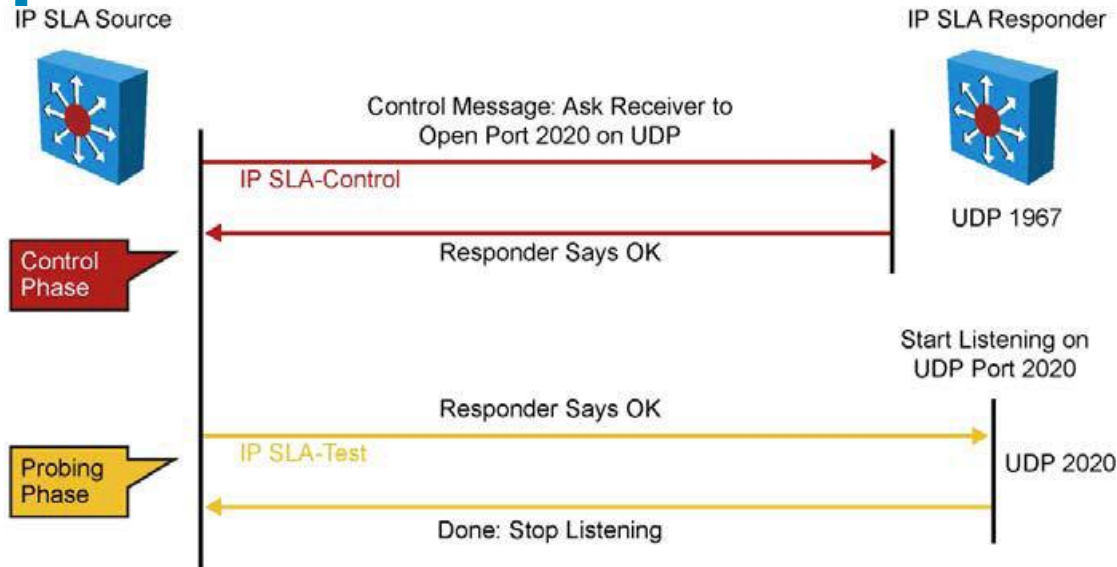 IP SLA Source
IP SLA Responder
Control Message: Ask Receiver to
Open Port 2020 on UDP
IP SLA-Control
UDP 1967
Responder Says OK
Control
Phase
Start Listening on
UDP Port 2020
Responder Says OK
IP SLA-Test
Probing
Phase
UDP 2020
Done: Stop Listening